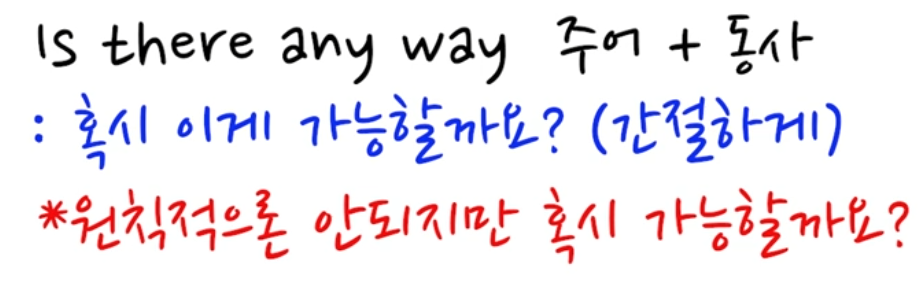 Is there any way 주어 + 동사
: 혹시 이게 가능할까요? (간절하게)
*원칙적으론 안되지만 혹시 가능할까요?